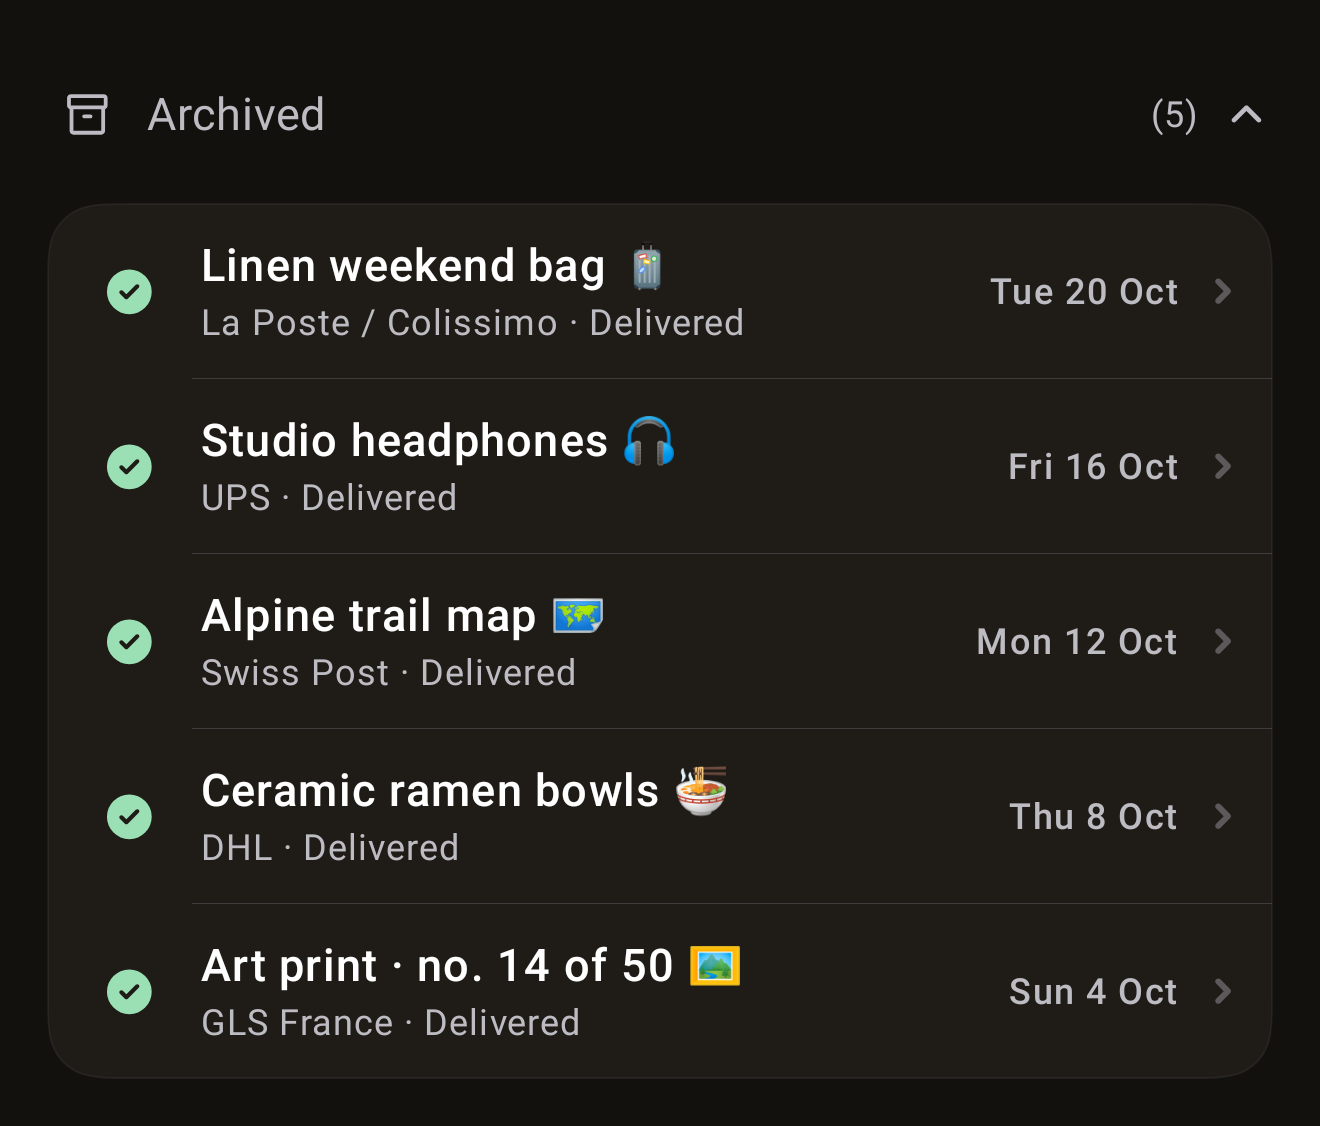 Archived
(5)
Linen weekend bag 🧳
Tue 20 Oct
La Poste / Colissimo · Delivered
Studio headphones 🎧
Fri 16 Oct
UPS · Delivered
Alpine trail map 🗺️
Mon 12 Oct
Swiss Post · Delivered
Ceramic ramen bowls 🍜
Thu 8 Oct
DHL · Delivered
Art print · no. 14 of 50 🖼️
Sun 4 Oct
GLS France · Delivered